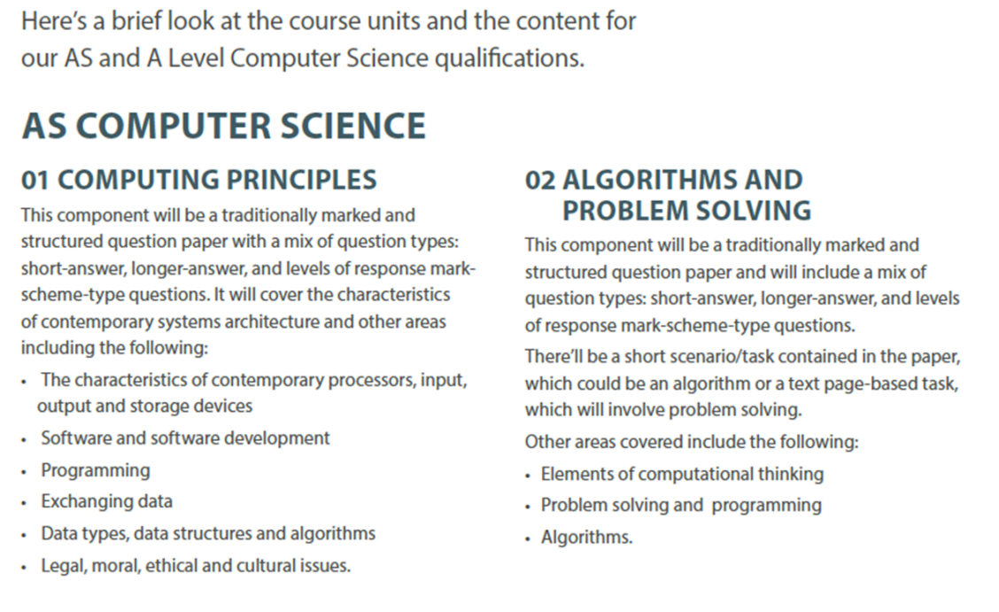 Here's a brief look at the course units and the content for
our AS and A Level Computer Science qualifications.
AS COMPUTER SCIENCE
01 COMPUTING PRINCIPLES
This component will be a traditionally marked and
structured question paper with a mix of question types:
short-answer, longer-answer, and levels of response mark-
scheme-type questions. It will cover the characteristics
of contemporary systems architecture and other areas
including the following:
• The characteristics of contemporary processors, input,
output and storage devices
• Software and software development
• Programming
• Exchanging data
• Data types, data structures and algorithms
• Legal, moral, ethical and cultural issues.
02 ALGORITHMS AND
PROBLEM SOLVING
This component will be a traditionally marked and
structured question paper and will include a mix of
question types: short-answer, longer-answer, and levels
of response mark-scheme-type questions.
There'll be a short scenario/task contained in the paper,
which could be an algorithm or a text page-based task,
which will involve problem solving.
Other areas covered include the following:
• Elements of computational thinking
• Problem solving and programming
• Algorithms.